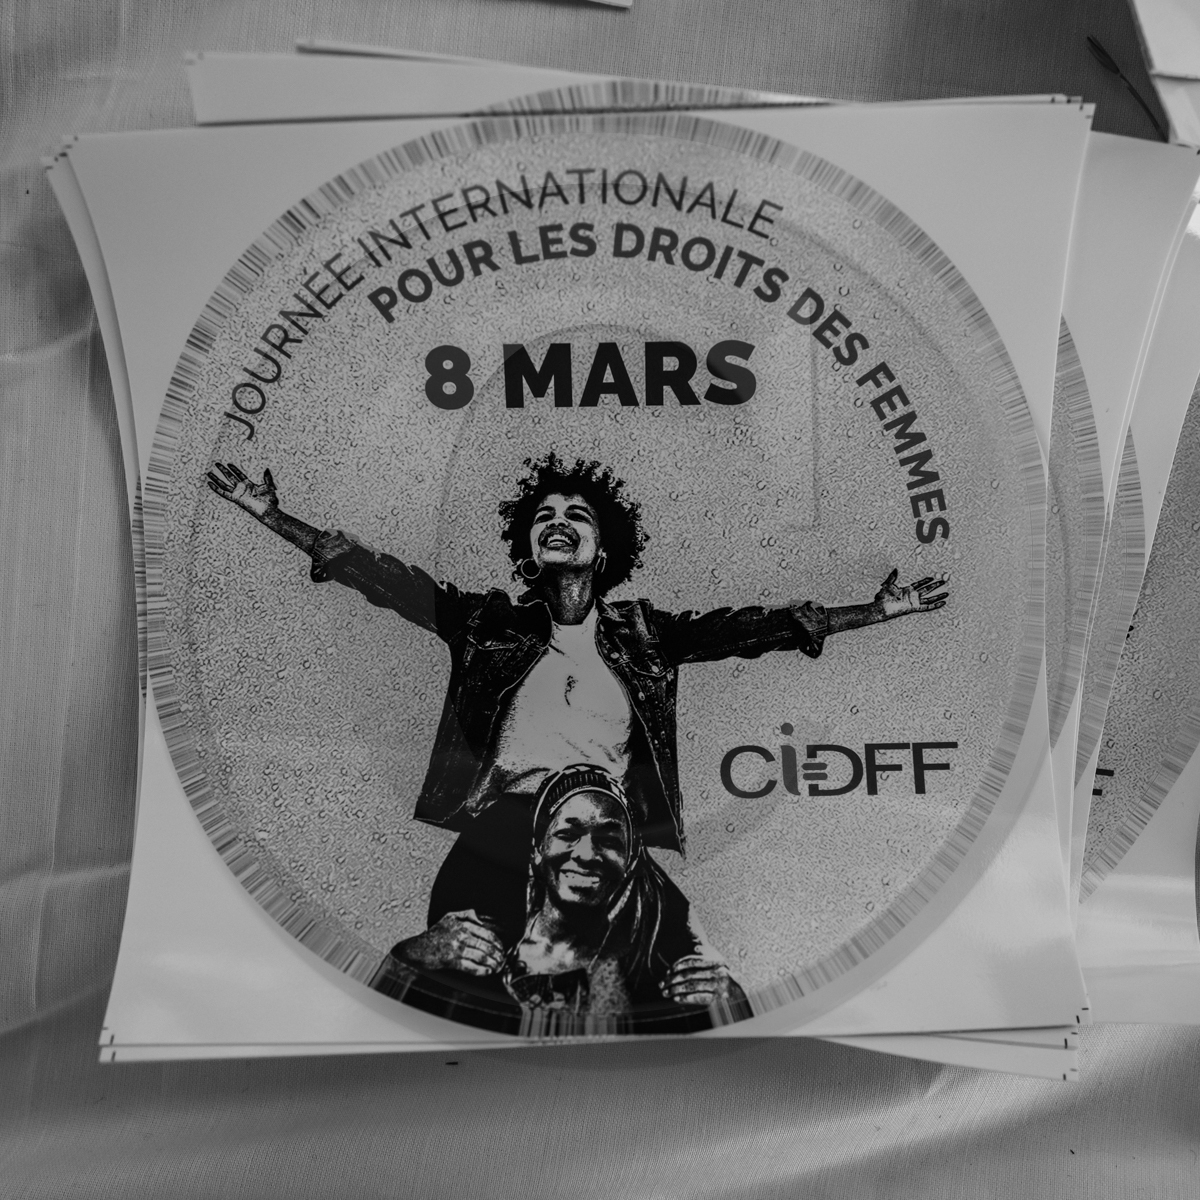 JOURNÉE INTERNATIONALE
POUR LES DROITS DES FEMMES
8 MARS
CiDFF